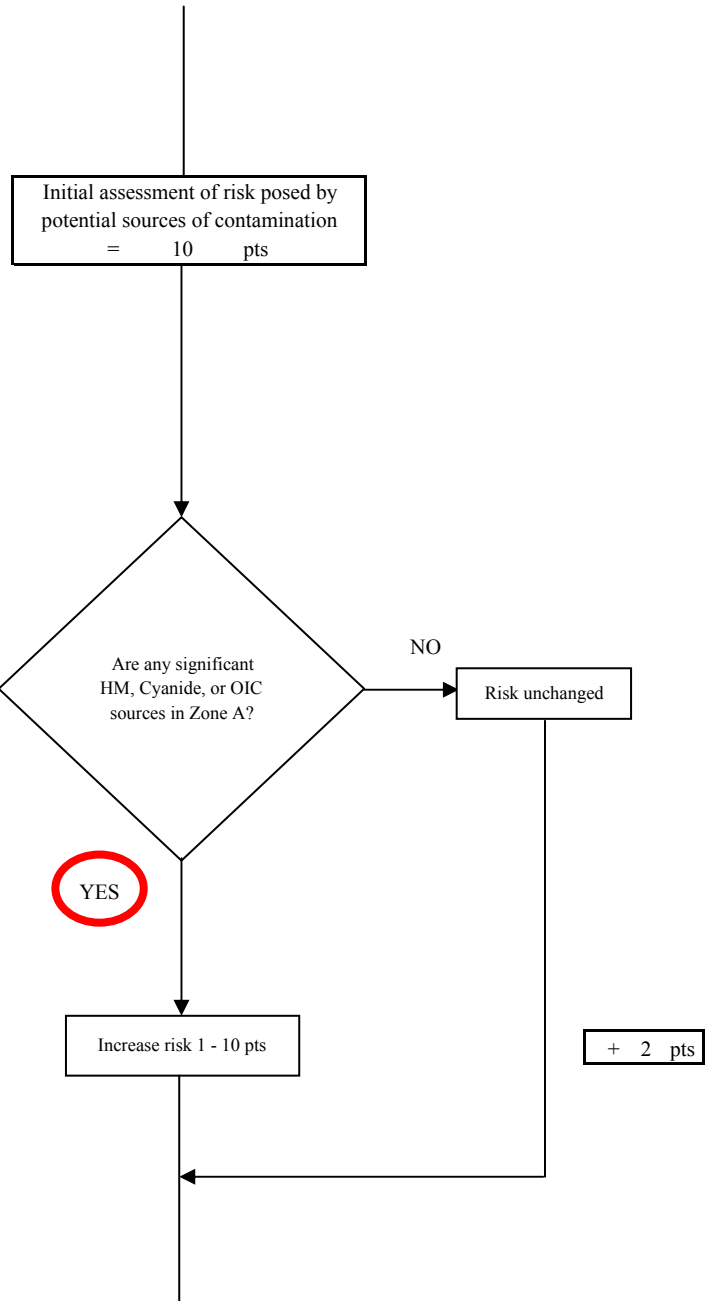 Initial assessment of risk posed by
potential sources of contamination
= 10 pts
Are any significant
HM, Cyanide, or OIC
sources in Zone A?
NO
Risk unchanged
YES
Increase risk 1 - 10 pts
+ 2 pts